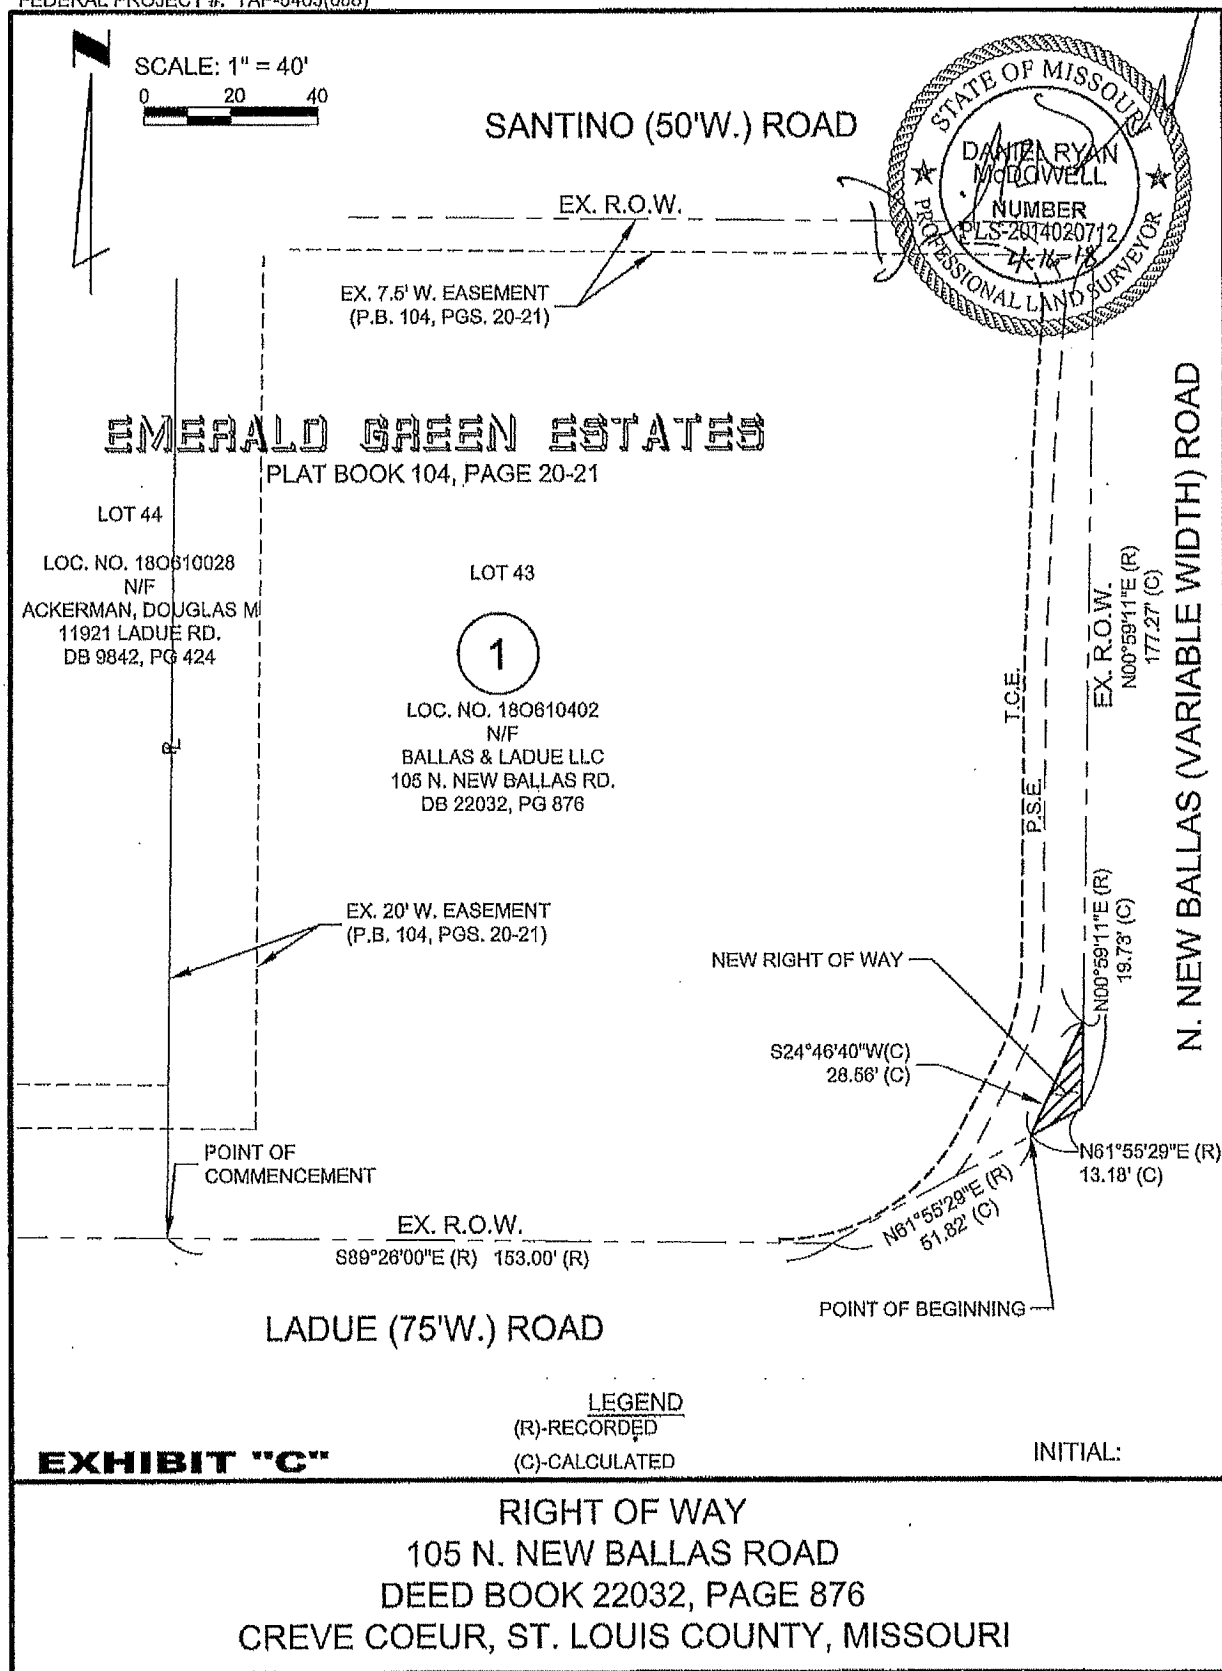 FEDERAL PROJECT #: TAP-5405(688)
SCALE: 1" = 40'
0 20 40
SANTINO (50'W.) ROAD
STATE OF MISSOURI
DANIEL RYAN
McDOWELL
NUMBER
PLS-2014020712
PROFESSIONAL LAND SURVEYOR
EX. R.O.W.
EX. 7.5' W. EASEMENT
(P.B. 104, PGS. 20-21)
EMERALD GREEN ESTATES
PLAT BOOK 104, PAGE 20-21
LOT 44
LOC. NO. 18O610028
N/F
ACKERMAN, DOUGLAS M
11921 LADUE RD.
DB 9842, PG 424
LOT 43
1
LOC. NO. 18O610402
N/F
BALLAS & LADUE LLC
105 N. NEW BALLAS RD.
DB 22032, PG 876
T.C.E.
P.S.E.
EX. R.O.W.
N00°59'11"E (R)
177.27' (C)
N. NEW BALLAS (VARIABLE WIDTH) ROAD
EX. 20' W. EASEMENT
(P.B. 104, PGS. 20-21)
NEW RIGHT OF WAY
N00°59'11"E (R)
19.73' (C)
S24°46'40"W(C)
28.56' (C)
POINT OF
COMMENCEMENT
N61°55'29"E (R)
13.18' (C)
N61°55'29"E (R)
51.82' (C)
EX. R.O.W.
S89°26'00"E (R) 153.00' (R)
POINT OF BEGINNING
LADUE (75'W.) ROAD
LEGEND
(R)-RECORDED
(C)-CALCULATED
EXHIBIT "C"
INITIAL:
RIGHT OF WAY
105 N. NEW BALLAS ROAD
DEED BOOK 22032, PAGE 876
CREVE COEUR, ST. LOUIS COUNTY, MISSOURI